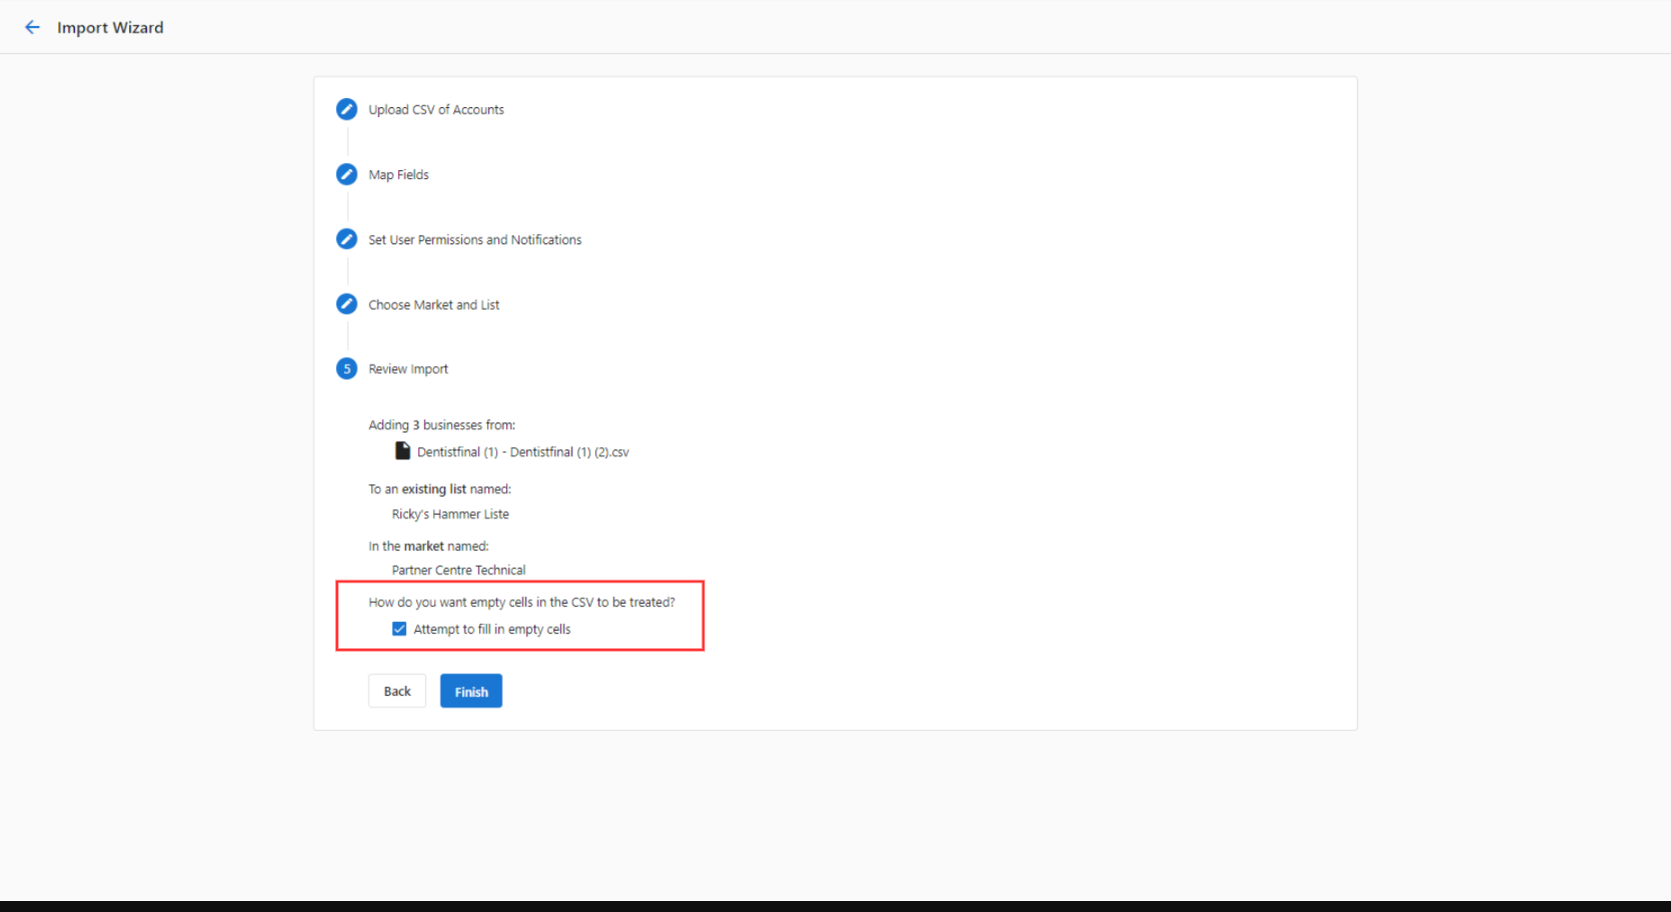 Import Wizard
Upload CSV of Accounts
Map Fields
Set User Permissions and Notifications
Choose Market and List
5 Review Import
Adding 3 businesses from:
Dentistfinal (1) - Dentistfinal (1) (2).csv
To an existing list named:
Ricky's Hammer Liste
In the market named:
Partner Centre Technical
How do you want empty cells in the CSV to be treated?
Attempt to fill in empty cells
Back Finish